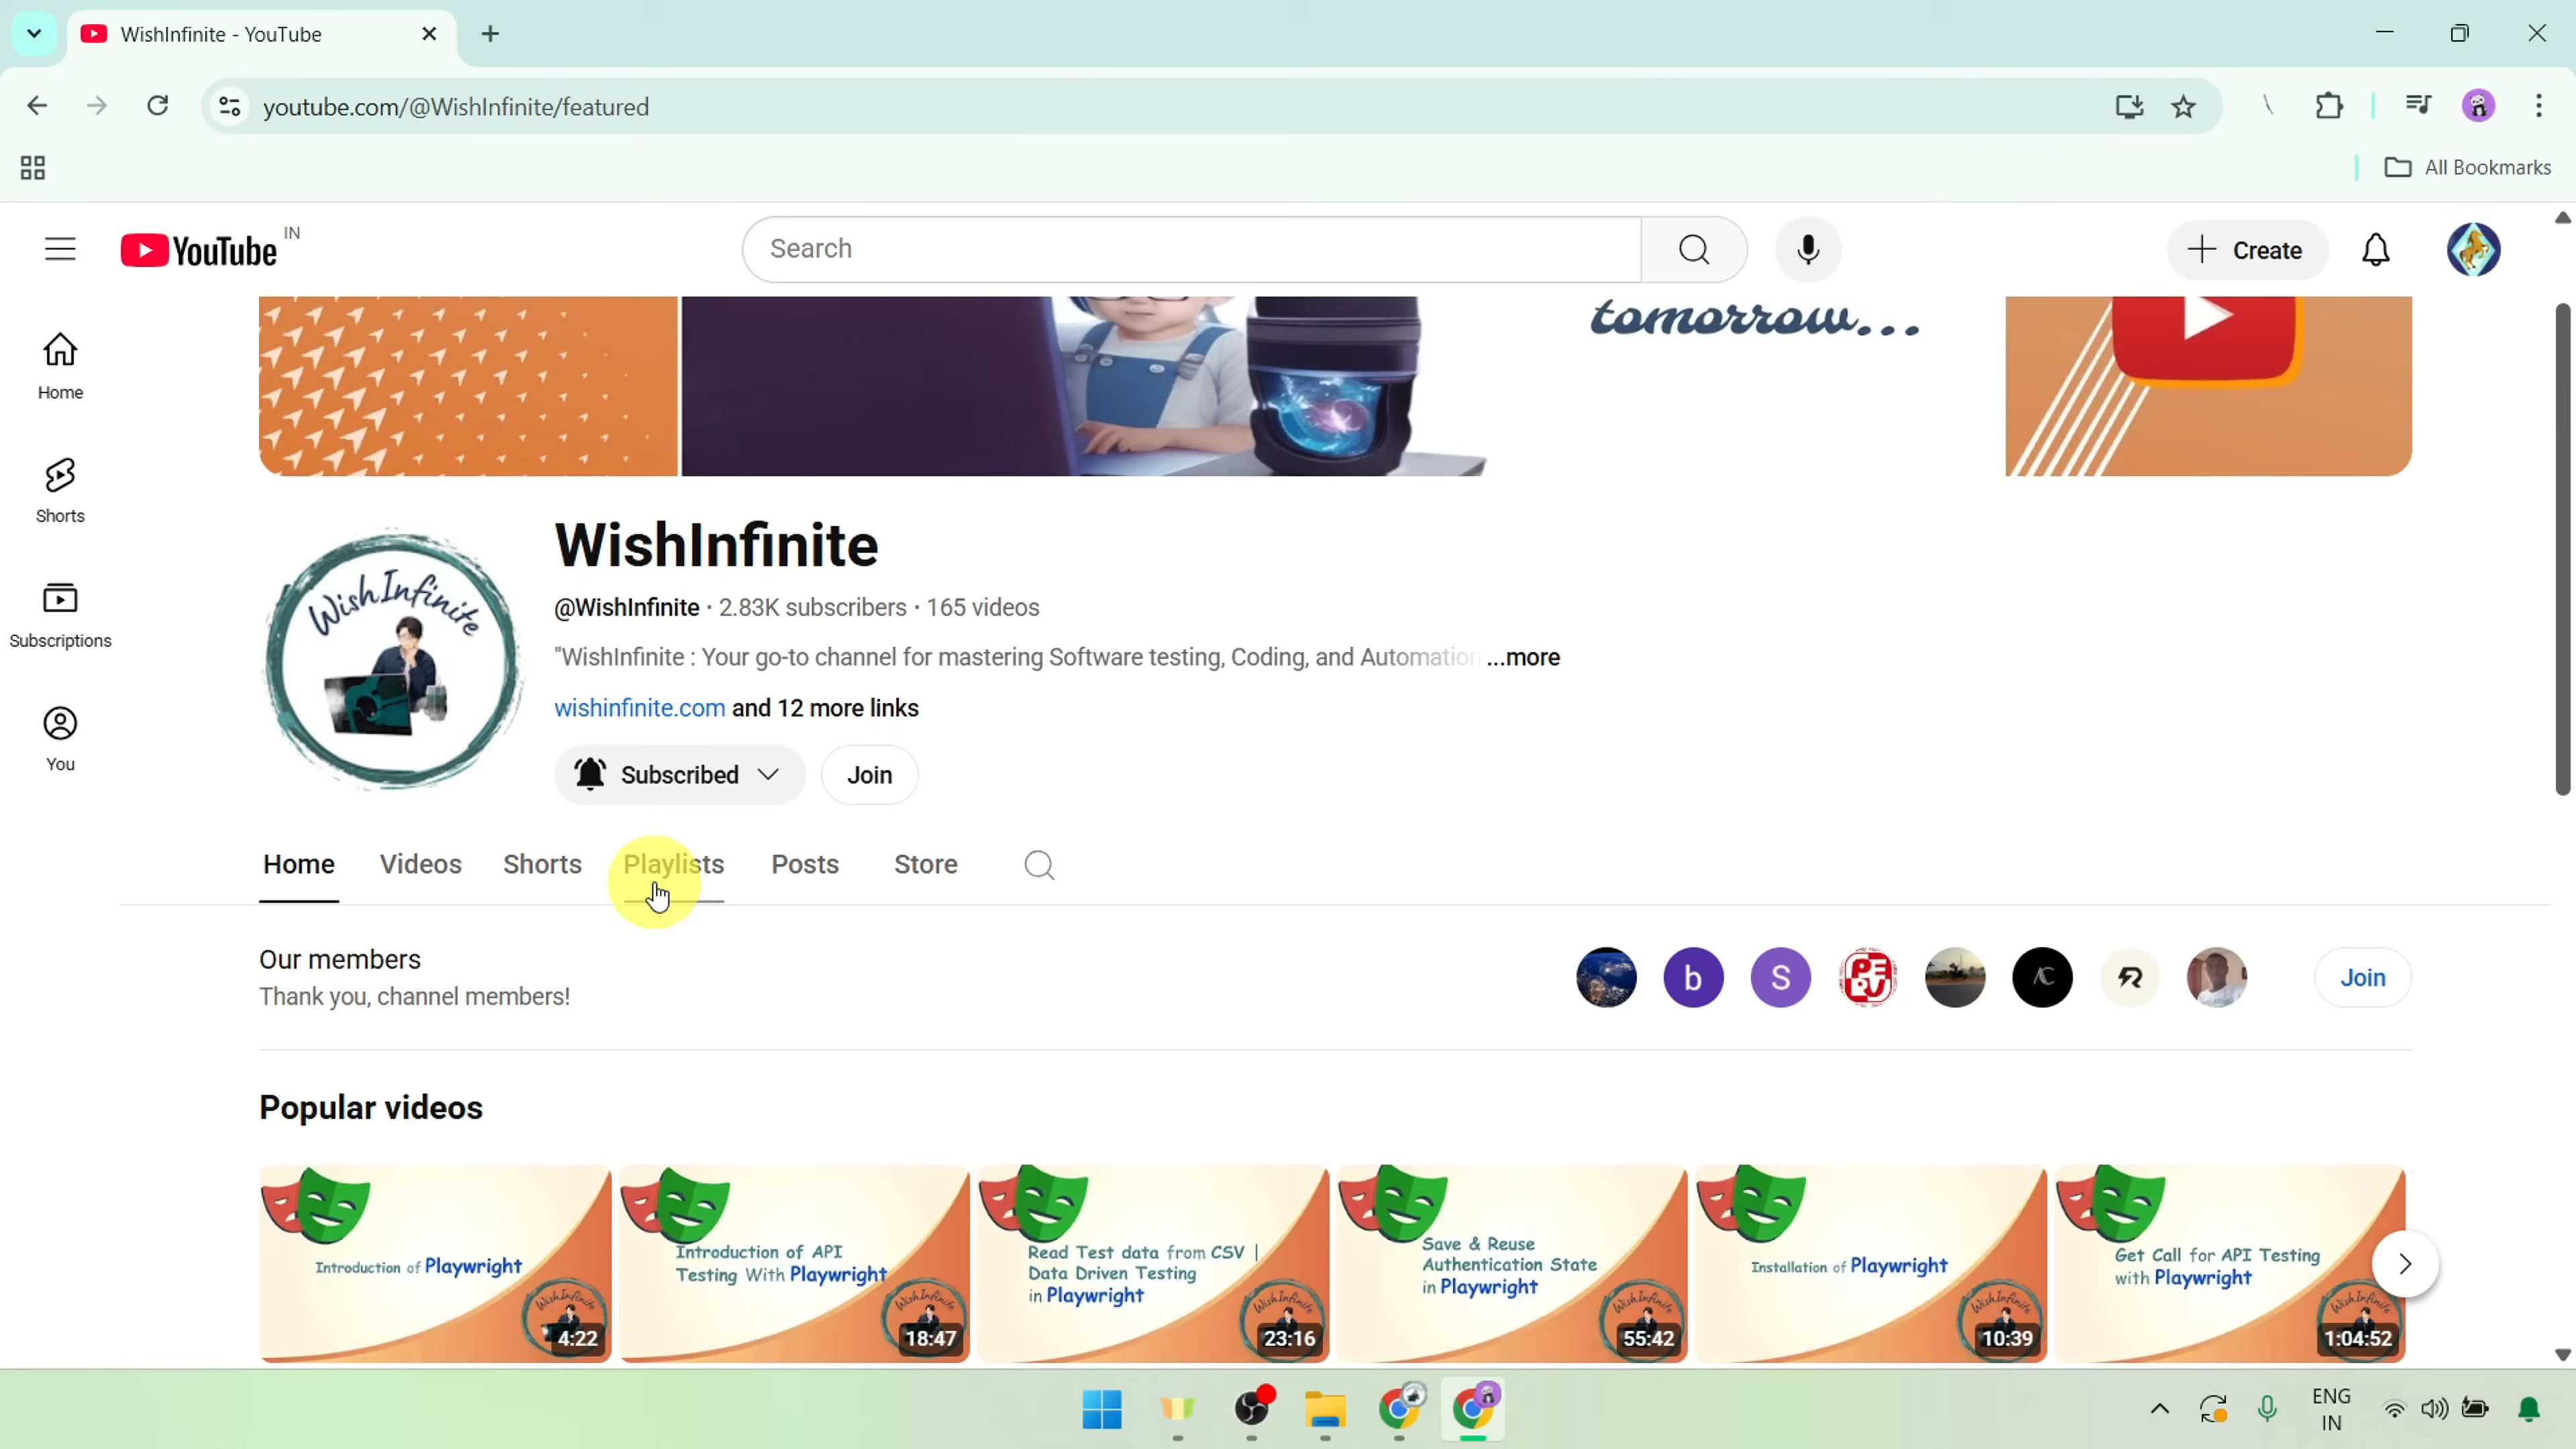 WishInfinite - YouTube
youtube.com/@WishInfinite/featured
All Bookmarks
YouTube IN
Search
Create
tomorrow...
Home
Shorts
Subscriptions
You
WishInfinite
WishInfinite
@WishInfinite · 2.83K subscribers · 165 videos
"WishInfinite : Your go-to channel for mastering Software testing, Coding, and Automation ...more
wishinfinite.com and 12 more links
Subscribed
Join
Home Videos Shorts Playlists Posts Store
Our members
Thank you, channel members!
b
S
PERU
AC
R
Join
Popular videos
Introduction of Playwright
WishInfinite
4:22
Introduction of API
Testing With Playwright
WishInfinite
18:47
Read Test data from CSV |
Data Driven Testing
in Playwright
WishInfinite
23:16
Save & Reuse
Authentication State
in Playwright
WishInfinite
55:42
Installation of Playwright
WishInfinite
10:39
Get Call for API Testing
with Playwright
WishInfinite
1:04:52
ENG
IN